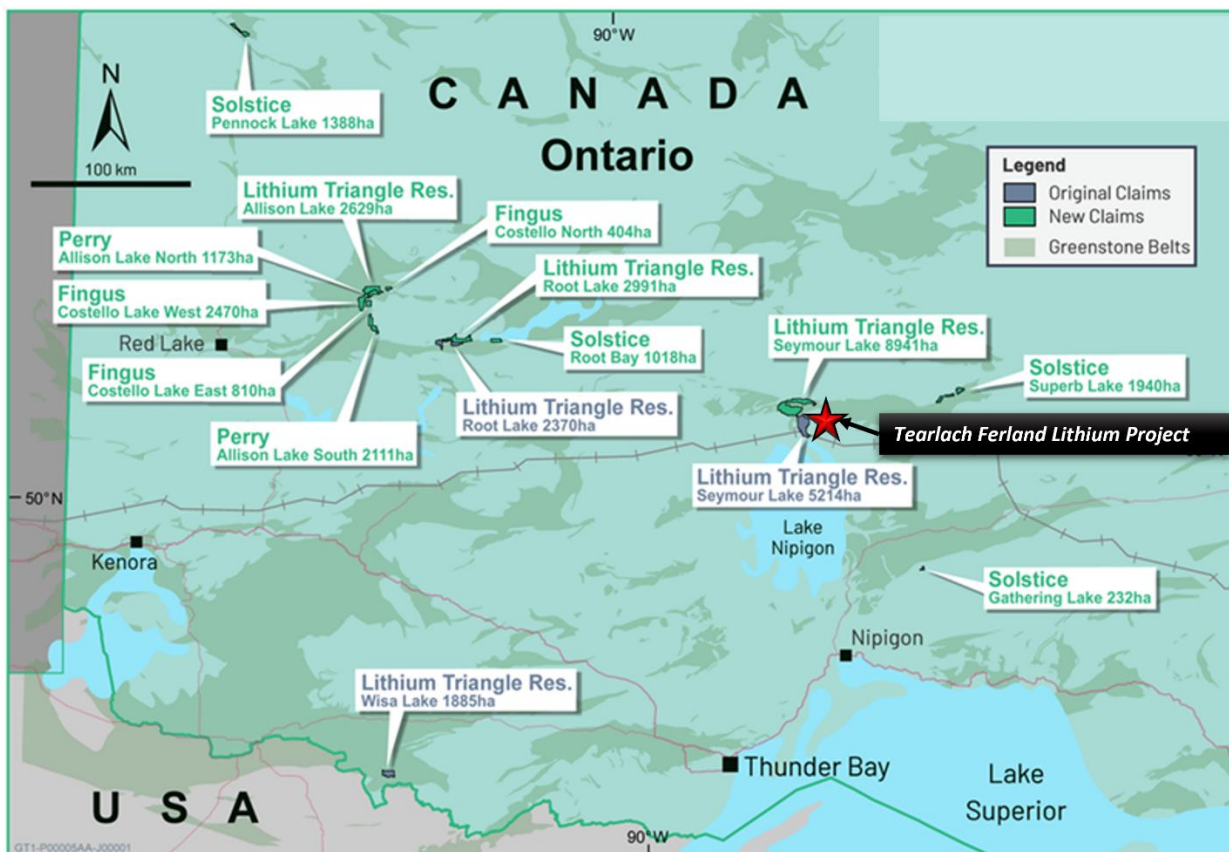 90°W
N
100 km
C A N A D A
Ontario
Solstice
Pennock Lake 1388ha
Legend
Original Claims
New Claims
Greenstone Belts
Lithium Triangle Res.
Allison Lake 2629ha
Fingus
Costello North 404ha
Perry
Allison Lake North 1173ha
Lithium Triangle Res.
Root Lake 2991ha
Fingus
Costello Lake West 2470ha
Red Lake
Solstice
Root Bay 1018ha
Lithium Triangle Res.
Seymour Lake 8941ha
Solstice
Superb Lake 1940ha
Fingus
Costello Lake East 810ha
Lithium Triangle Res.
Root Lake 2370ha
Perry
Allison Lake South 2111ha
Tearlach Ferland Lithium Project
Lithium Triangle Res.
Seymour Lake 5214ha
50°N
Lake
Nipigon
Kenora
Solstice
Gathering Lake 232ha
Nipigon
Lithium Triangle Res.
Wisa Lake 1885ha
Thunder Bay
Lake
Superior
U S A
90°W
GT1-P00005AA-J00001